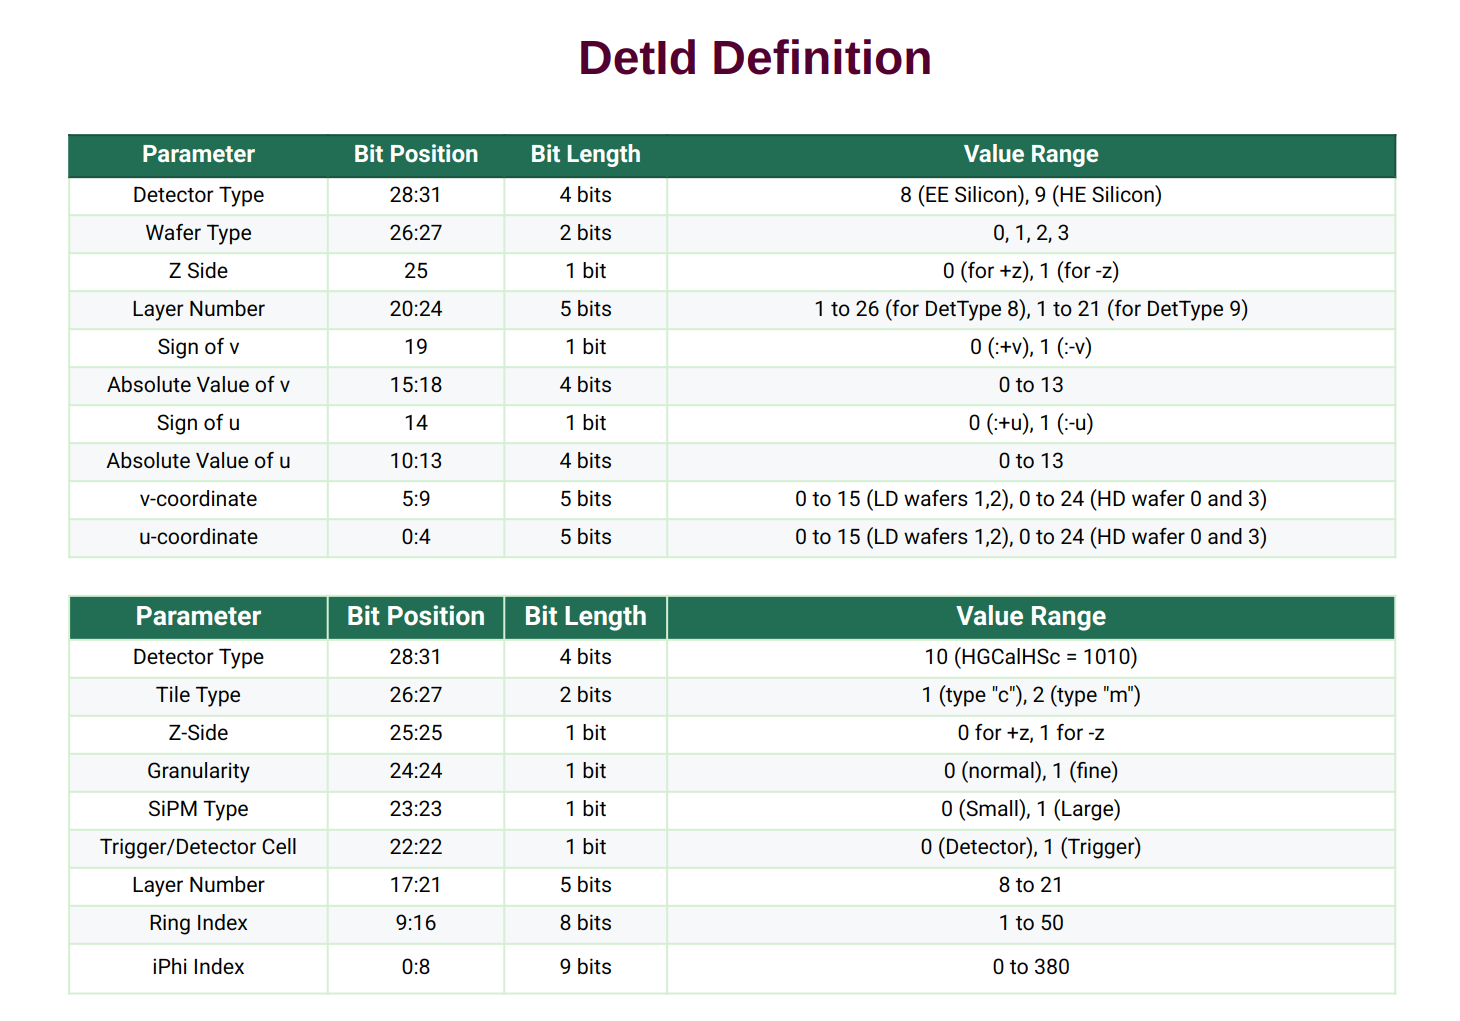 DetId Definition
Parameter Bit Position Bit Length Value Range
Detector Type 28:31 4 bits 8 (EE Silicon), 9 (HE Silicon)
Wafer Type 26:27 2 bits 0, 1, 2, 3
Z Side 25 1 bit 0 (for +z), 1 (for -z)
Layer Number 20:24 5 bits 1 to 26 (for DetType 8), 1 to 21 (for DetType 9)
Sign of v 19 1 bit 0 (:+v), 1 (:-v)
Absolute Value of v 15:18 4 bits 0 to 13
Sign of u 14 1 bit 0 (:+u), 1 (:-u)
Absolute Value of u 10:13 4 bits 0 to 13
v-coordinate 5:9 5 bits 0 to 15 (LD wafers 1,2), 0 to 24 (HD wafer 0 and 3)
u-coordinate 0:4 5 bits 0 to 15 (LD wafers 1,2), 0 to 24 (HD wafer 0 and 3)
Parameter Bit Position Bit Length Value Range
Detector Type 28:31 4 bits 10 (HGCalHSc = 1010)
Tile Type 26:27 2 bits 1 (type "c"), 2 (type "m")
Z-Side 25:25 1 bit 0 for +z, 1 for -z
Granularity 24:24 1 bit 0 (normal), 1 (fine)
SiPM Type 23:23 1 bit 0 (Small), 1 (Large)
Trigger/Detector Cell 22:22 1 bit 0 (Detector), 1 (Trigger)
Layer Number 17:21 5 bits 8 to 21
Ring Index 9:16 8 bits 1 to 50
iPhi Index 0:8 9 bits 0 to 380